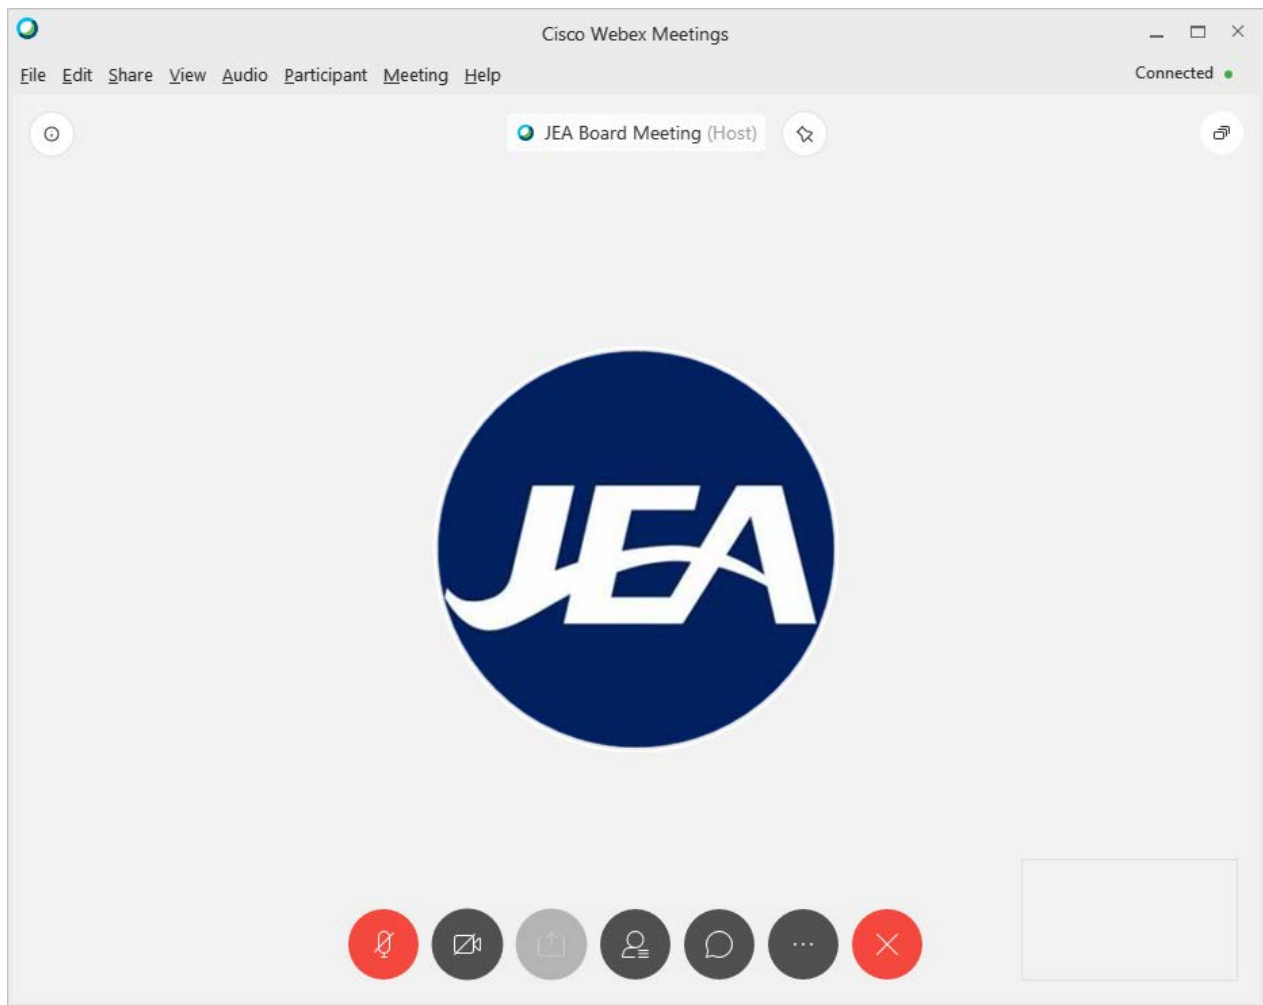 Cisco Webex Meetings
File Edit Share View Audio Participant Meeting Help
Connected
JEA Board Meeting (Host)
JEA